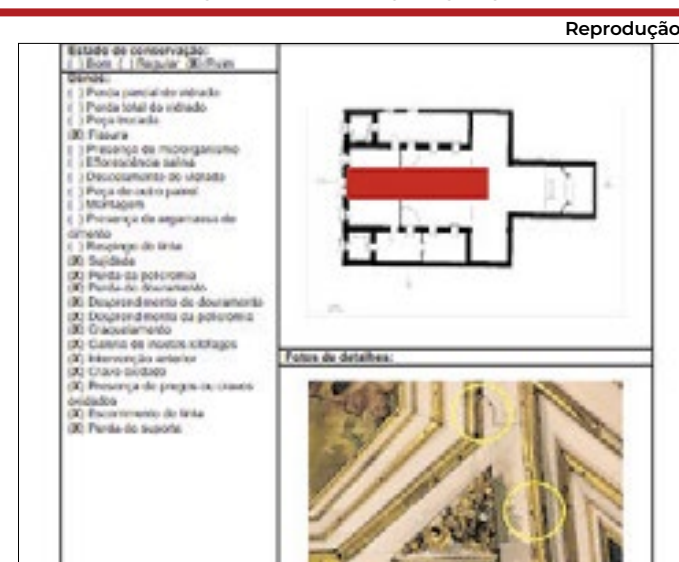 Reprodução
Estado de conservação:
( ) Bom ( ) Regular (X) Ruim
Danos:
( ) Perda parcial do vidrado
( ) Perda total do vidrado
( ) Peça trocada
(X) Fissura
( ) Presença de microrganismo
( ) Eflorescência salina
( ) Descolamento do vidrado
( ) Peça de outro painel
( ) Montagem
( ) Presença de argamassa de
cimento
( ) Respingo de tinta
(X) Sujidade
(X) Perda da policromia
(X) Perda do douramento
(X) Desprendimento do douramento
(X) Desprendimento da policromia
(X) Craquelamento
(X) Galeria de insetos xilófagos
(X) Intervenção anterior
(X) Cravo oxidado
(X) Presença de pregos ou cravos
oxidados
(X) Escorrimento de tinta
(X) Perda do suporte
Fotos de detalhes: